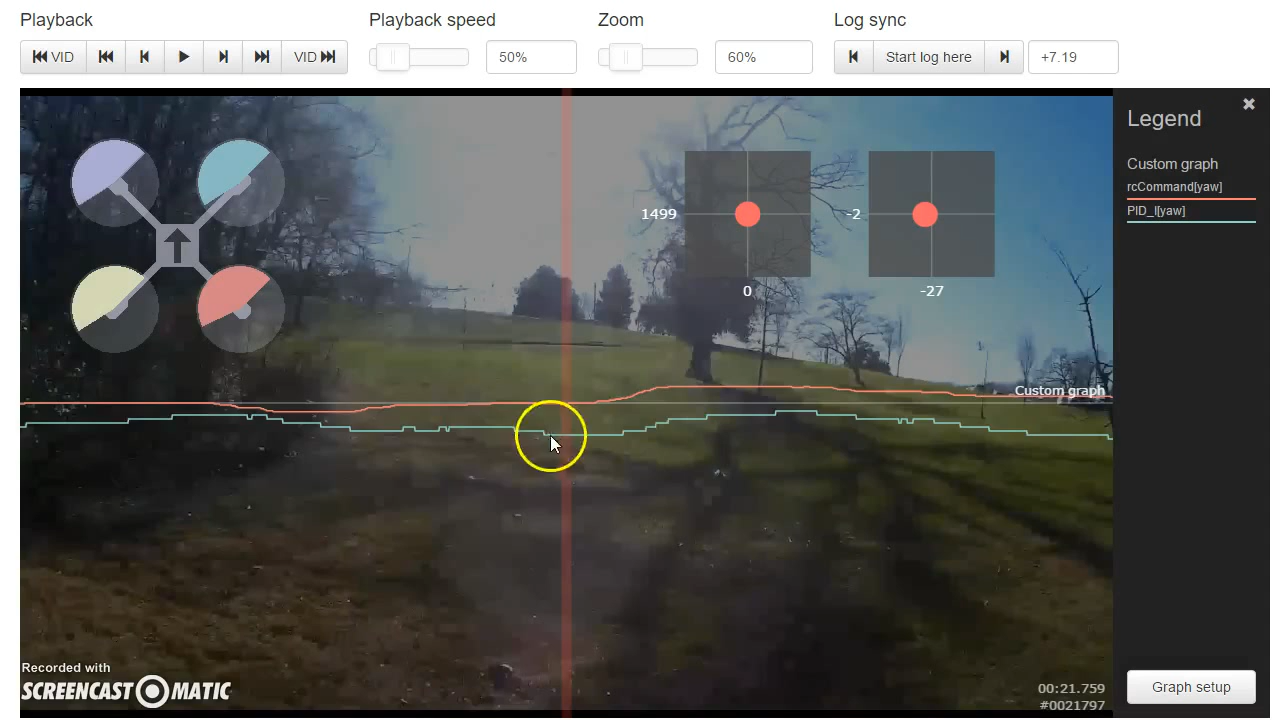 Playback
Playback speed
Zoom
Log sync
VID
VID
50%
60%
Start log here
+7.19
Legend
Custom graph
rcCommand[yaw]
PID_I[yaw]
1499
0
-2
-27
Custom graph
Recorded with
SCREENCAST MATIC
00:21.759
#0021797
Graph setup